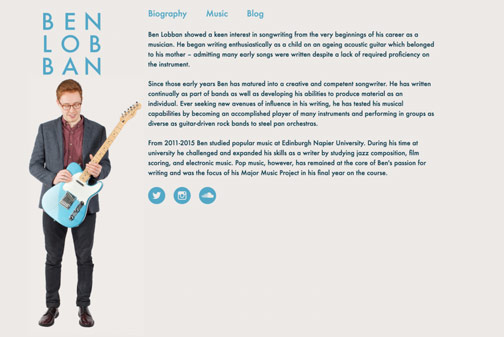 BEN
LOB
BAN
Biography Music Blog
Ben Lobban showed a keen interest in songwriting from the very beginnings of his career as a
musician. He began writing enthusiastically as a child on an ageing acoustic guitar which belonged
to his mother – admitting many early songs were written despite a lack of required proficiency on
the instrument.
Since those early years Ben has matured into a creative and competent songwriter. He has written
continually as part of bands as well as developing his abilities to produce material as an
individual. Ever seeking new avenues of influence in his writing, he has tested his musical
capabilities by becoming an accomplished player of many instruments and performing in groups as
diverse as guitar-driven rock bands to steel pan orchestras.
From 2011-2015 Ben studied popular music at Edinburgh Napier University. During his time at
university he challenged and expanded his skills as a writer by studying jazz composition, film
scoring, and electronic music. Pop music, however, has remained at the core of Ben's passion for
writing and was the focus of his Major Music Project in his final year on the course.